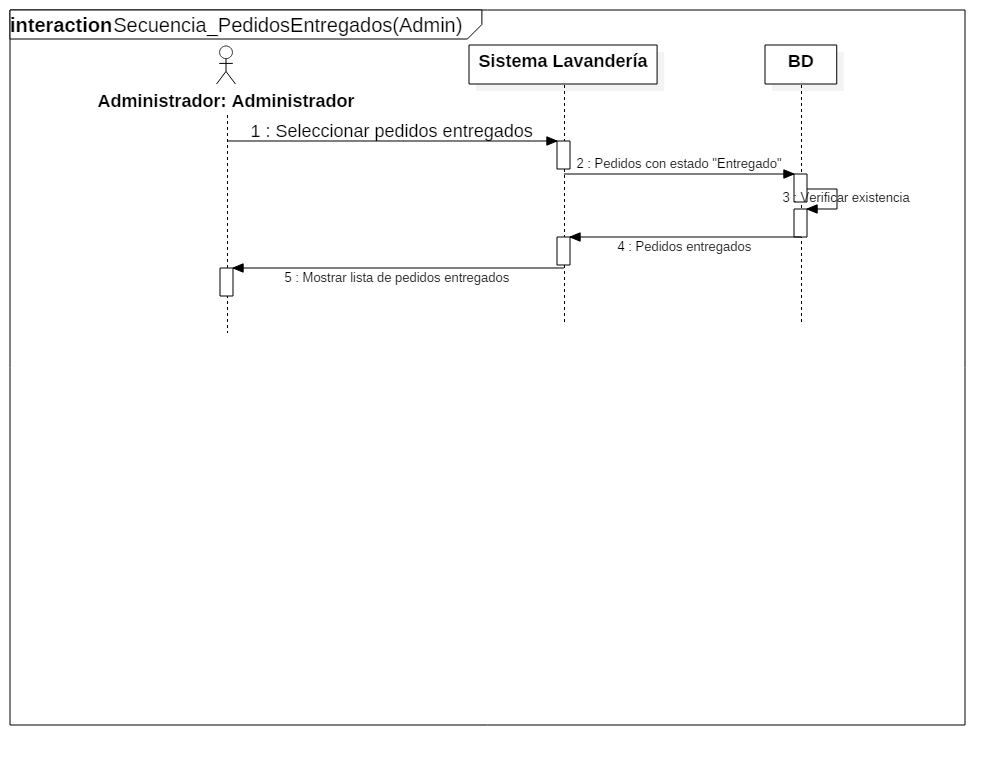 interaction Secuencia_PedidosEntregados(Admin)
Sistema Lavandería
BD
Administrador: Administrador
1 : Seleccionar pedidos entregados
2 : Pedidos con estado "Entregado"
3 : Verificar existencia
4 : Pedidos entregados
5 : Mostrar lista de pedidos entregados